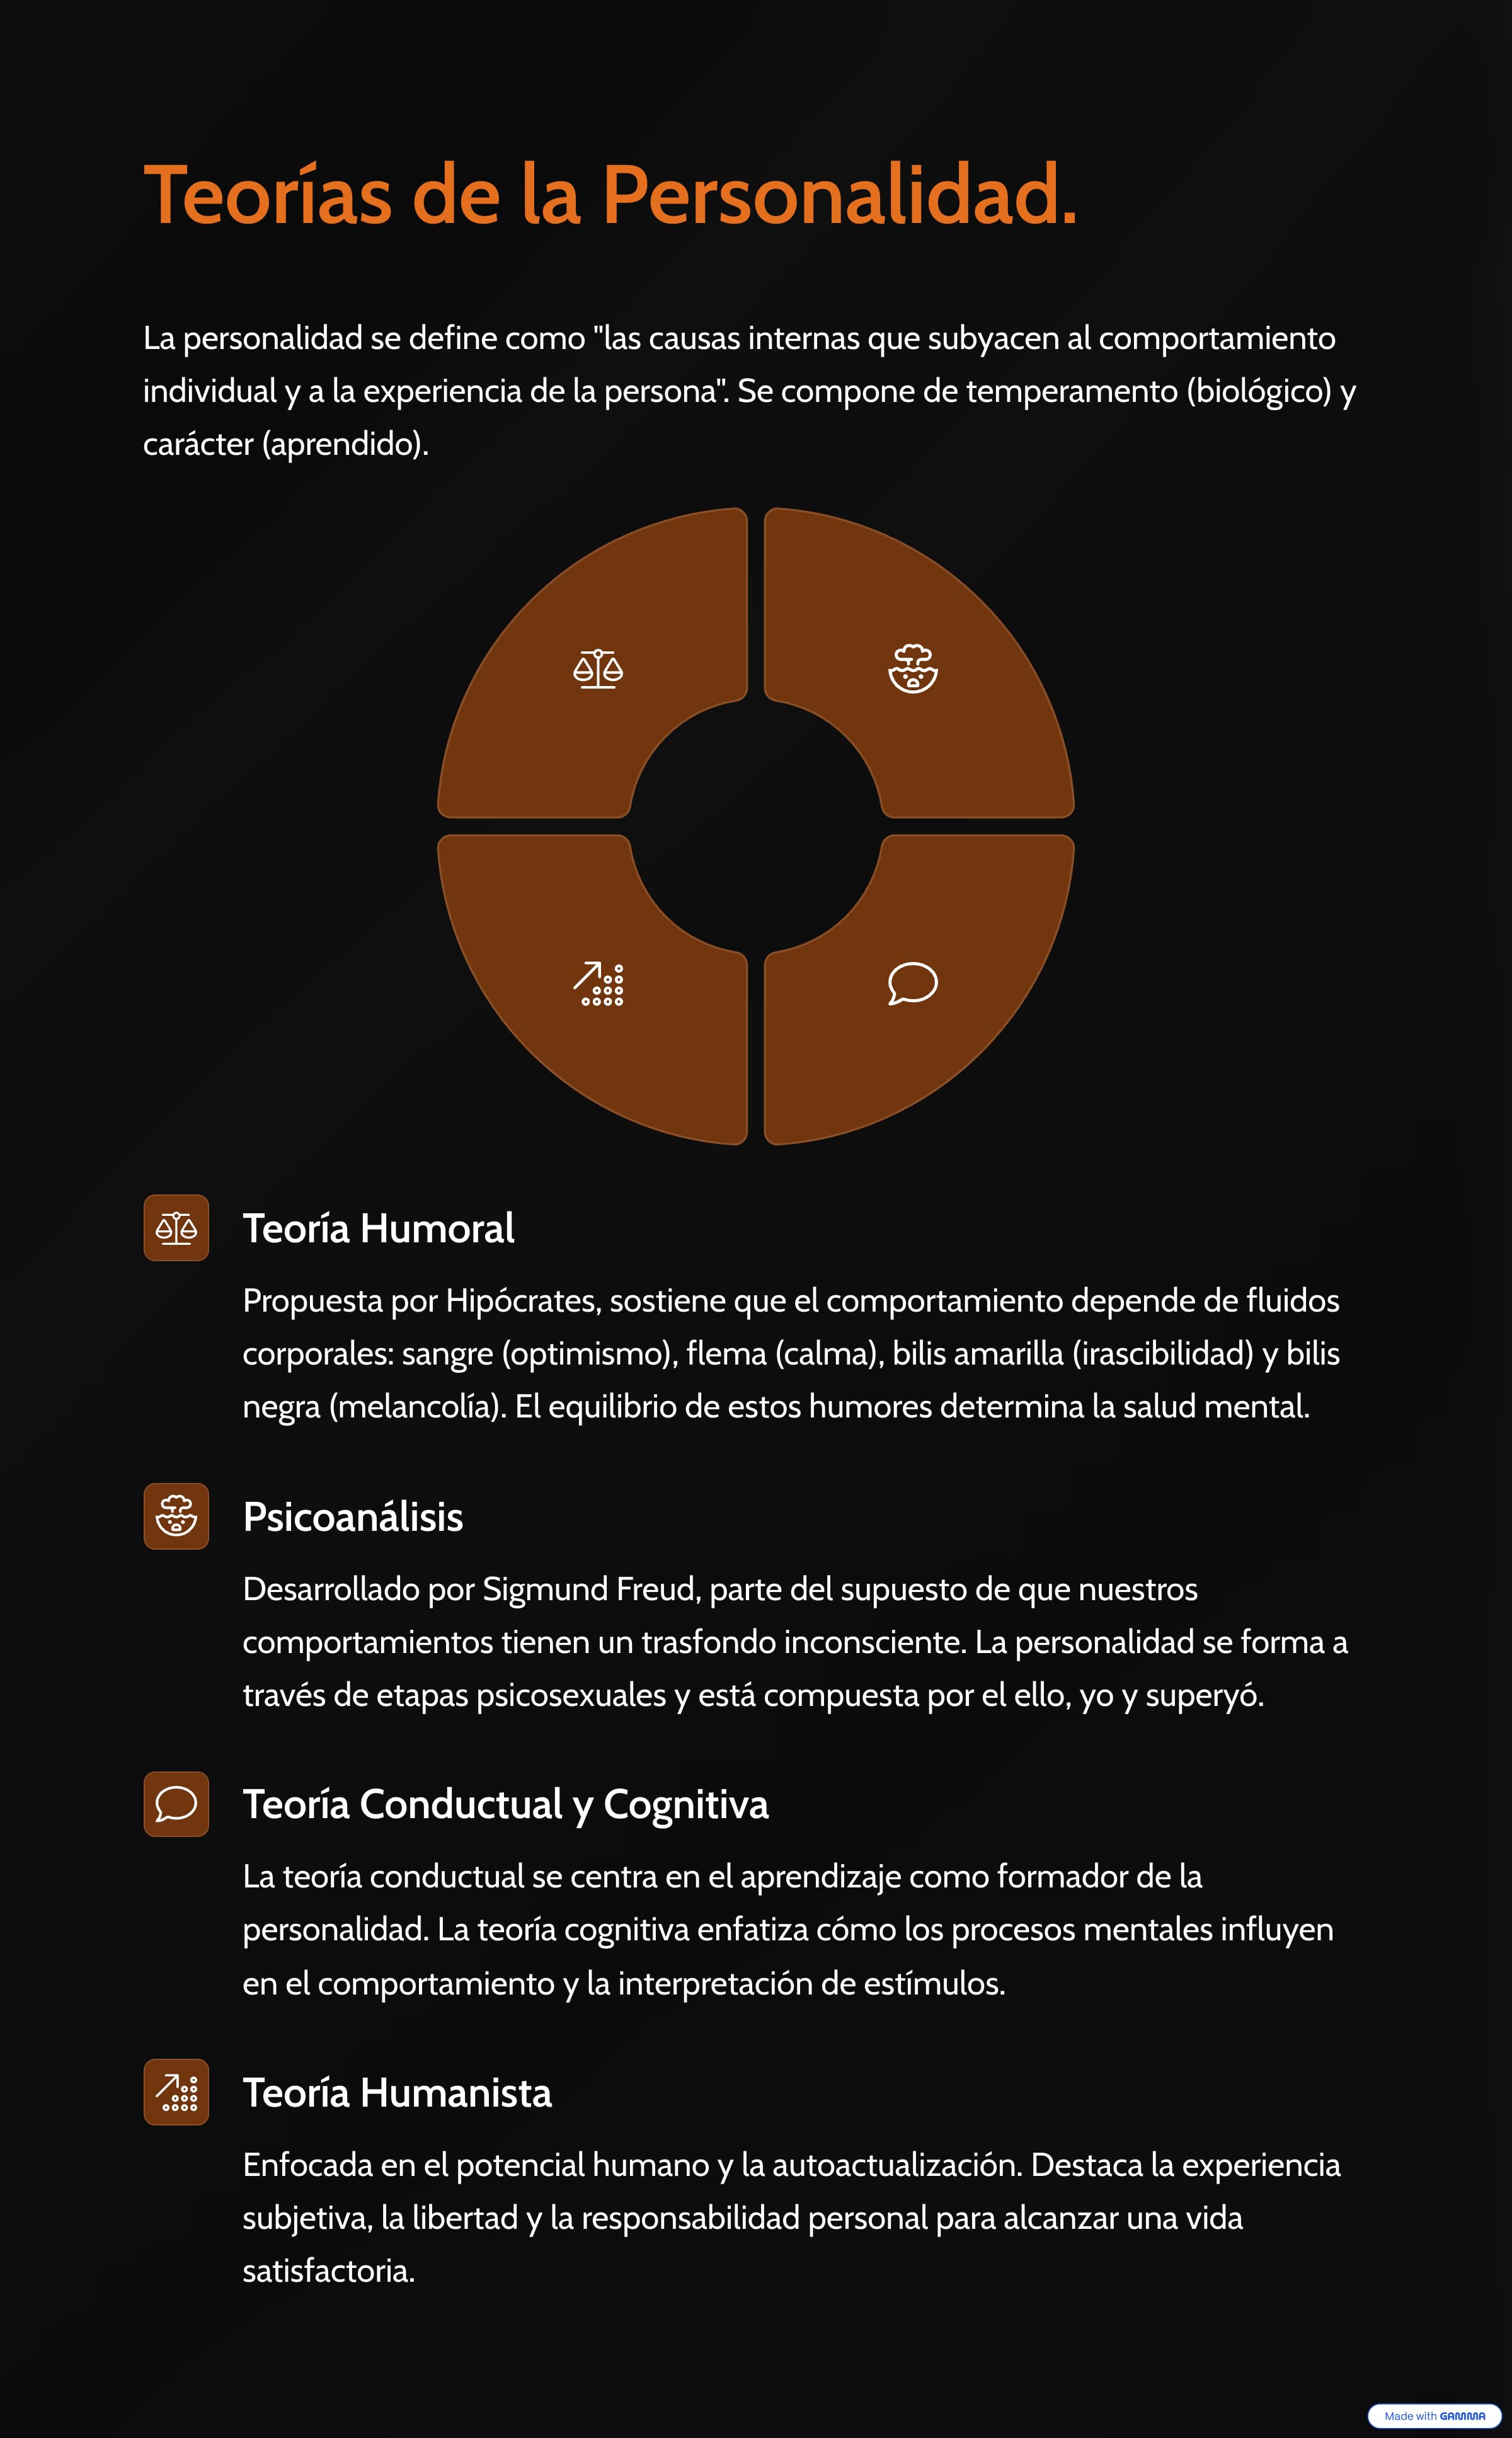 Teorías de la Personalidad.
La personalidad se define como "las causas internas que subyacen al comportamiento
individual y a la experiencia de la persona". Se compone de temperamento (biológico) y
carácter (aprendido).
Teoría Humoral
Propuesta por Hipócrates, sostiene que el comportamiento depende de fluidos
corporales: sangre (optimismo), flema (calma), bilis amarilla (irascibilidad) y bilis
negra (melancolía). El equilibrio de estos humores determina la salud mental.
Psicoanálisis
Desarrollado por Sigmund Freud, parte del supuesto de que nuestros
comportamientos tienen un trasfondo inconsciente. La personalidad se forma a
través de etapas psicosexuales y está compuesta por el ello, yo y superyó.
Teoría Conductual y Cognitiva
La teoría conductual se centra en el aprendizaje como formador de la
personalidad. La teoría cognitiva enfatiza cómo los procesos mentales influyen
en el comportamiento y la interpretación de estímulos.
Teoría Humanista
Enfocada en el potencial humano y la autoactualización. Destaca la experiencia
subjetiva, la libertad y la responsabilidad personal para alcanzar una vida
satisfactoria.
Made with GAMMA